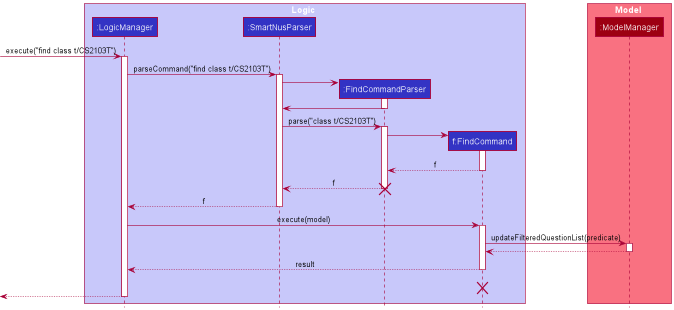 Logic
Model
:LogicManager
:SmartNusParser
:ModelManager
execute("find class t/CS2103T")
parseCommand("find class t/CS2103T")
:FindCommandParser
parse("class t/CS2103T")
f:FindCommand
f
f
f
execute(model)
updateFilteredQuestionList(predicate)
result